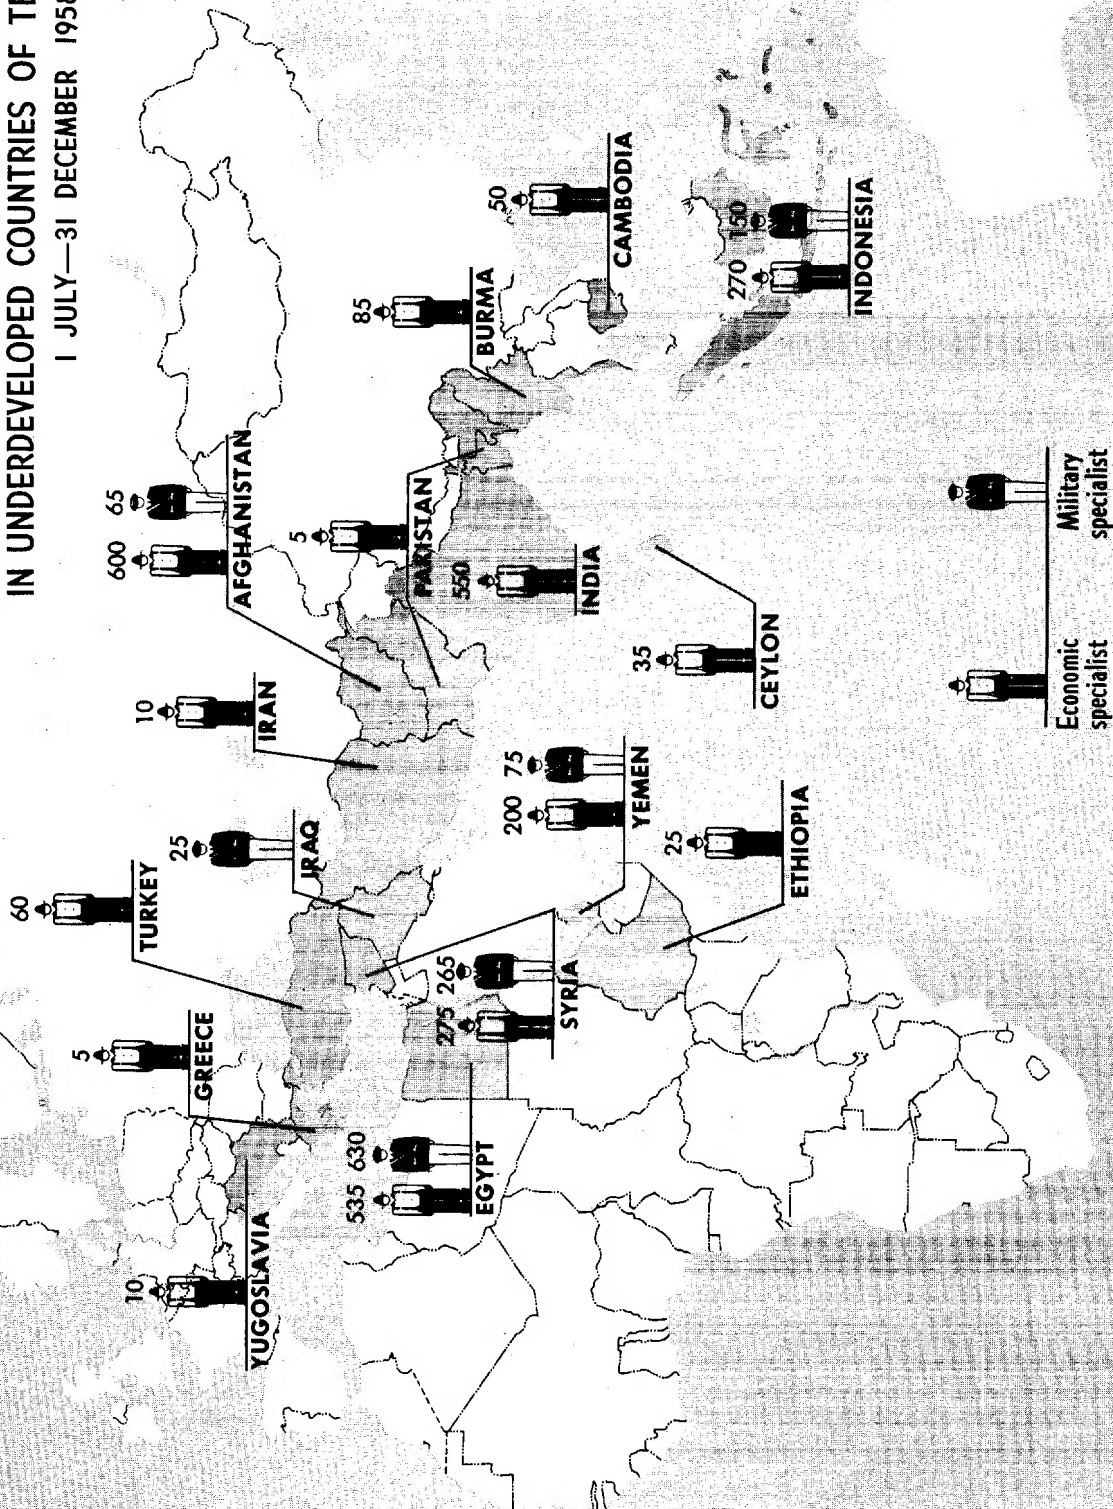 IN UNDERDEVELOPED COUNTRIES OF
1 JULY—31 DECEMBER 1958
60
TURKEY
5
GREECE
600 65
AFGHANISTAN
10
YUGOSLAVIA
10
IRAN
25
IRAQ
5
PAKISTAN
85
BURMA
535 630
EGYPT
275 265
SYRIA
550
INDIA
50
CAMBODIA
200 75
YEMEN
35
CEYLON
25
ETHIOPIA
270 150
INDONESIA
Economic
specialist
Military
specialist